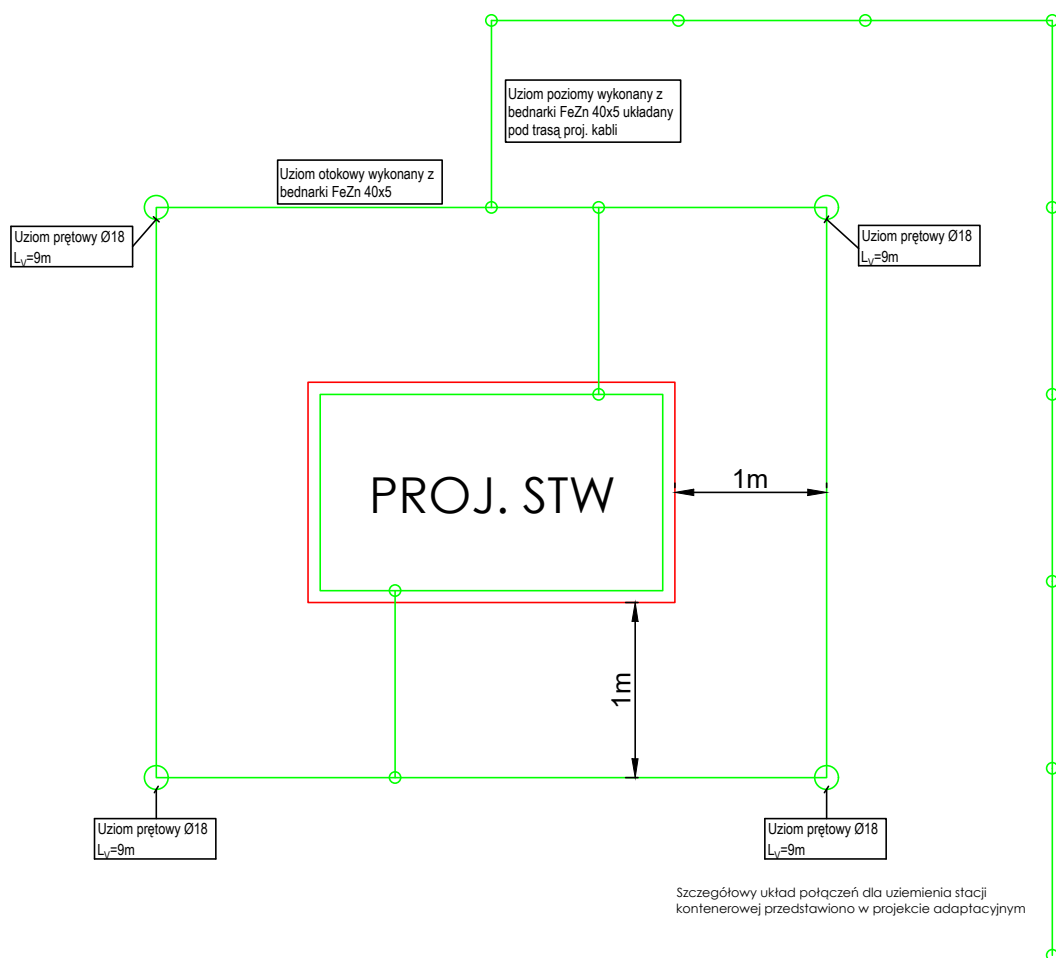 Uziom poziomy wykonany z
bednarki FeZn 40x5 układany
pod trasą proj. kabli
Uziom otokowy wykonany z
bednarki FeZn 40x5
Uziom prętowy Ø18
LV=9m
Uziom prętowy Ø18
LV=9m
PROJ. STW
1m
1m
Uziom prętowy Ø18
LV=9m
Uziom prętowy Ø18
LV=9m
Szczegółowy układ połączeń dla uziemienia stacji
kontenerowej przedstawiono w projekcie adaptacyjnym